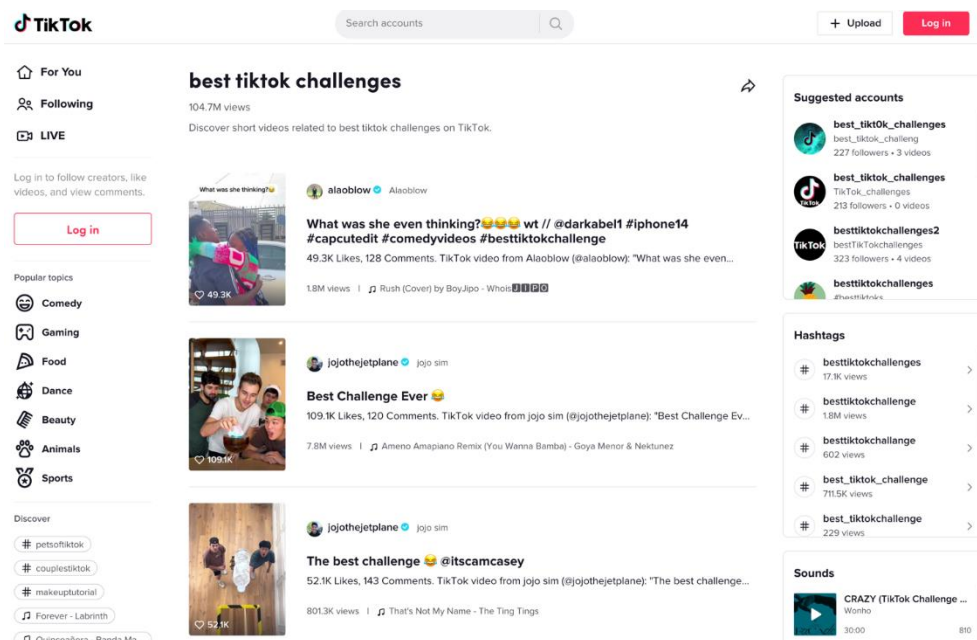 TikTok
Search accounts
+ Upload
Log in
For You
Following
LIVE
Log in to follow creators, like
videos, and view comments.
Log in
Popular topics
Comedy
Gaming
Food
Dance
Beauty
Animals
Sports
Discover
# petsoftiktok
# couplestiktok
# makeuptutorial
Forever - Labrinth
best tiktok challenges
104.7M views
Discover short videos related to best tiktok challenges on TikTok.
What was she thinking?😂
49.3K
alaoblow Alaoblow
What was she even thinking?😂😂😂 wt // @darkabel1 #iphone14
#capcutedit #comedyvideos #besttiktokchallenge
49.3K Likes, 128 Comments. TikTok video from Alaoblow (@alaoblow): "What was she even...
1.8M views | Rush (Cover) by BoyJipo - Whois🅹🅸🅿🅾
109.1K
jojothejetplane jojo sim
Best Challenge Ever 😂
109.1K Likes, 120 Comments. TikTok video from jojo sim (@jojothejetplane): "Best Challenge Ev...
7.8M views | Ameno Amapiano Remix (You Wanna Bamba) - Goya Menor & Nektunez
52.1K
jojothejetplane jojo sim
The best challenge 😂 @itscamcasey
52.1K Likes, 143 Comments. TikTok video from jojo sim (@jojothejetplane): "The best challenge...
801.3K views | That's Not My Name - The Ting Tings
Suggested accounts
best_tikt0k_challenges
best_tiktok_challeng
227 followers • 3 videos
TikTok
best_tiktok_challenges
TikTok_challenges
213 followers • 0 videos
TikTok
besttiktokchallenges2
bestTikTokchallenges
323 followers • 4 videos
besttiktokchallenges
#besttiktoks
Hashtags
# besttiktokchallenges
17.1K views
# besttiktokchallenge
1.8M views
# besttiktokchallange
602 views
# best_tiktok_challenge
711.5K views
# best_tiktokchallenge
229 views
Sounds
CRAZY (TikTok Challenge ...
Wonho
30:00 810